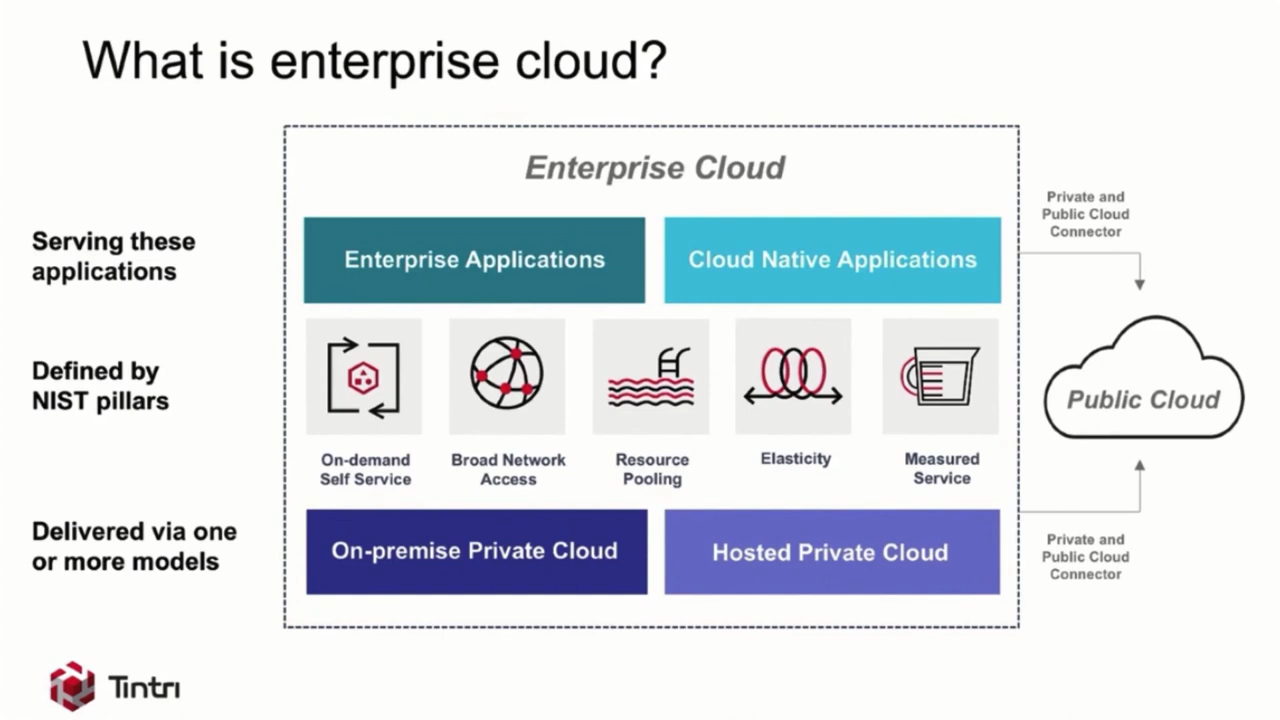 What is enterprise cloud?
Enterprise Cloud
Private and
Public Cloud
Connector
Serving these
applications
Enterprise Applications
Cloud Native Applications
Defined by
NIST pillars
Public Cloud
On-demand
Self Service
Broad Network
Access
Resource
Pooling
Elasticity
Measured
Service
Delivered via one
or more models
On-premise Private Cloud
Hosted Private Cloud
Private and
Public Cloud
Connector
Tintri